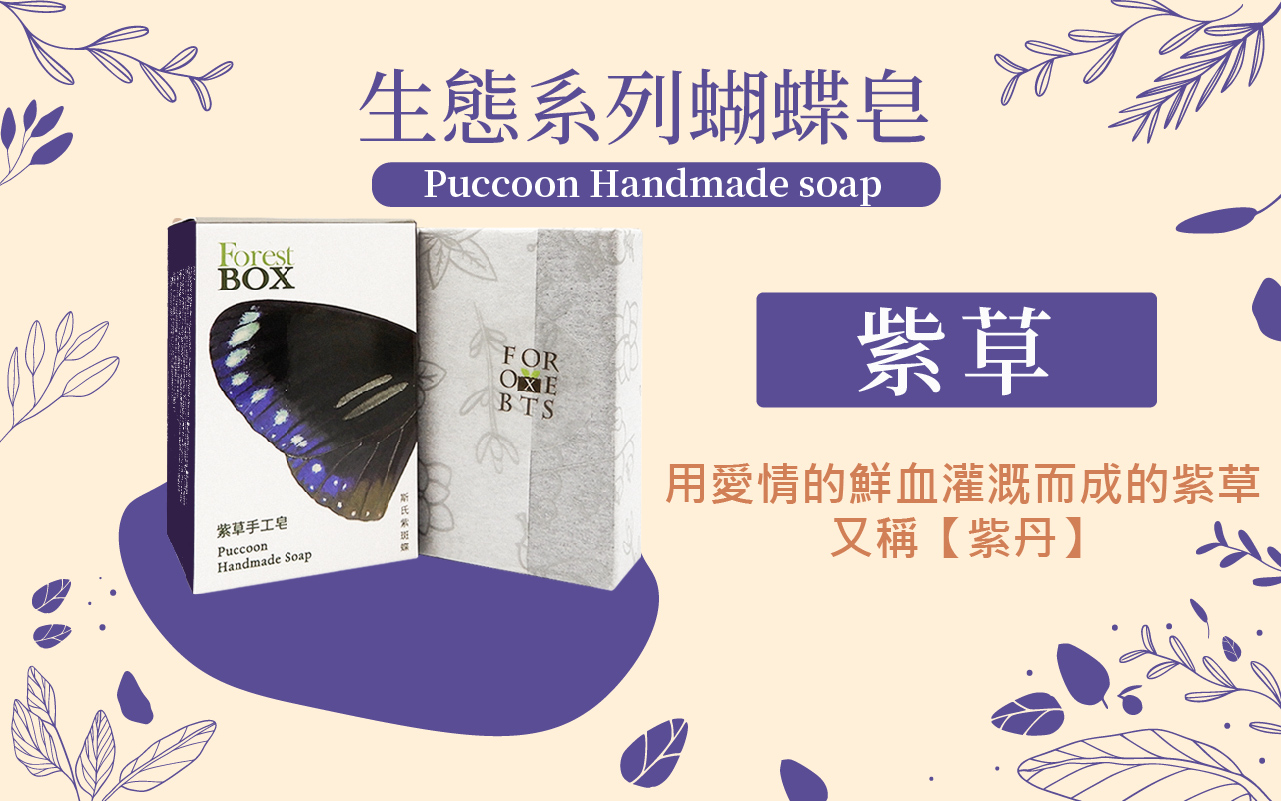 生態系列蝴蝶皂
Puccoon Handmade soap
Forest
BOX
紫草手工皂
Puccoon
Handmade Soap
斯氏紫斑蝶
FOR
OXE
BTS
紫草
用愛情的鮮血灌溉而成的紫草
又稱【紫丹】